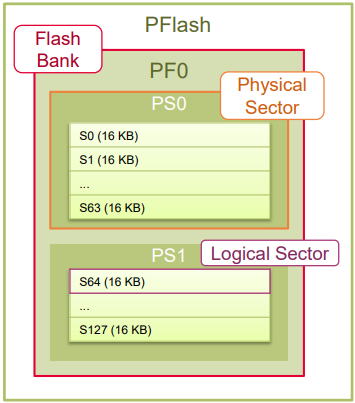 PFlash
Flash
Bank
PF0
Physical
Sector
PS0
S0 (16 KB)
S1 (16 KB)
...
S63 (16 KB)
PS1
Logical Sector
S64 (16 KB)
...
S127 (16 KB)